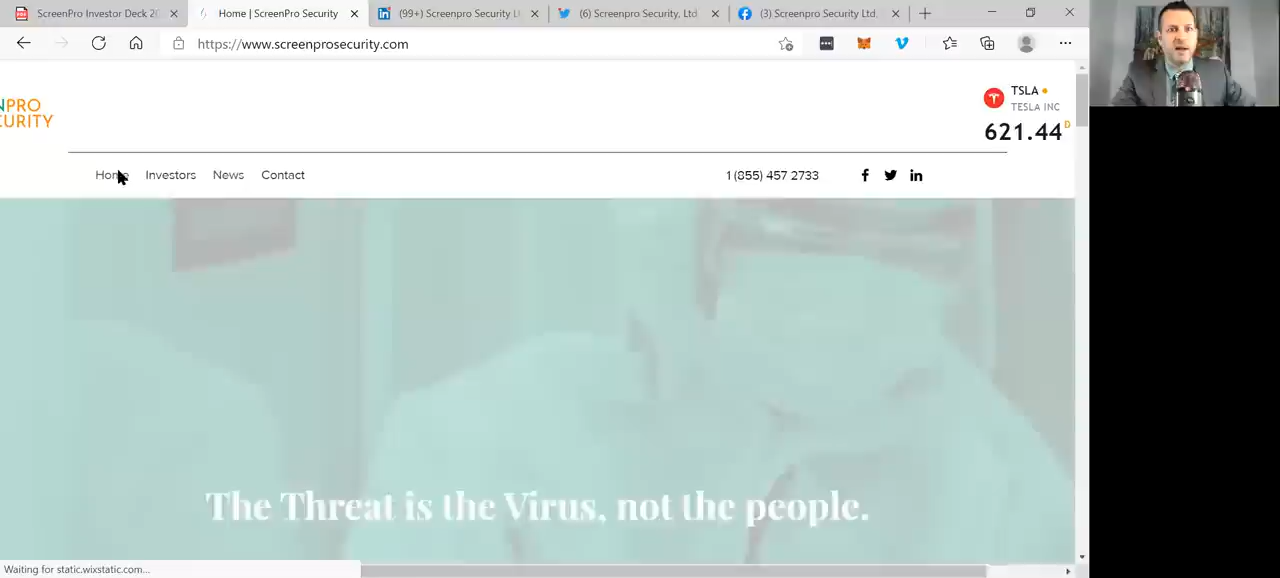 ScreenPro Investor Deck 20
Home | ScreenPro Security
(99+) Screenpro Security Lt
(6) Screenpro Security, Ltd
(3) Screenpro Security Ltd.
https://www.screenprosecurity.com
NPRO
CURITY
TSLA
TESLA INC
621.44 D
Home
Investors
News
Contact
1 (855) 457 2733
The Threat is the Virus, not the people.
Waiting for static.wixstatic.com...